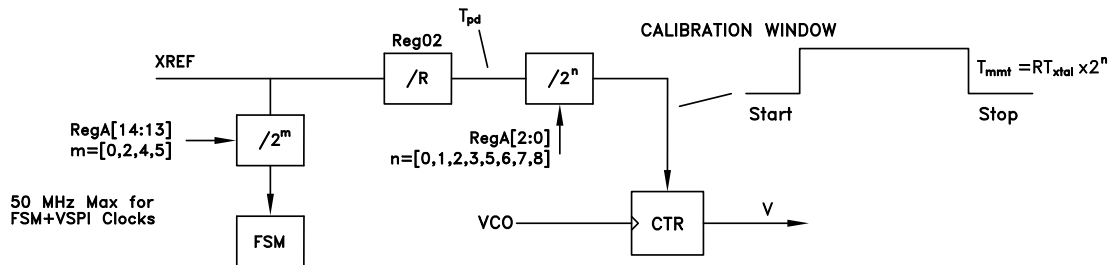 T_pd
CALIBRATION WINDOW
Reg02
XREF
/R
/2^n
T_mmt =RT_xtal x2^n
Start
Stop
RegA[14:13]
m=[0,2,4,5]
/2^m
RegA[2:0]
n=[0,1,2,3,5,6,7,8]
50 MHz Max for
FSM+VSPI Clocks
FSM
VCO
CTR
V